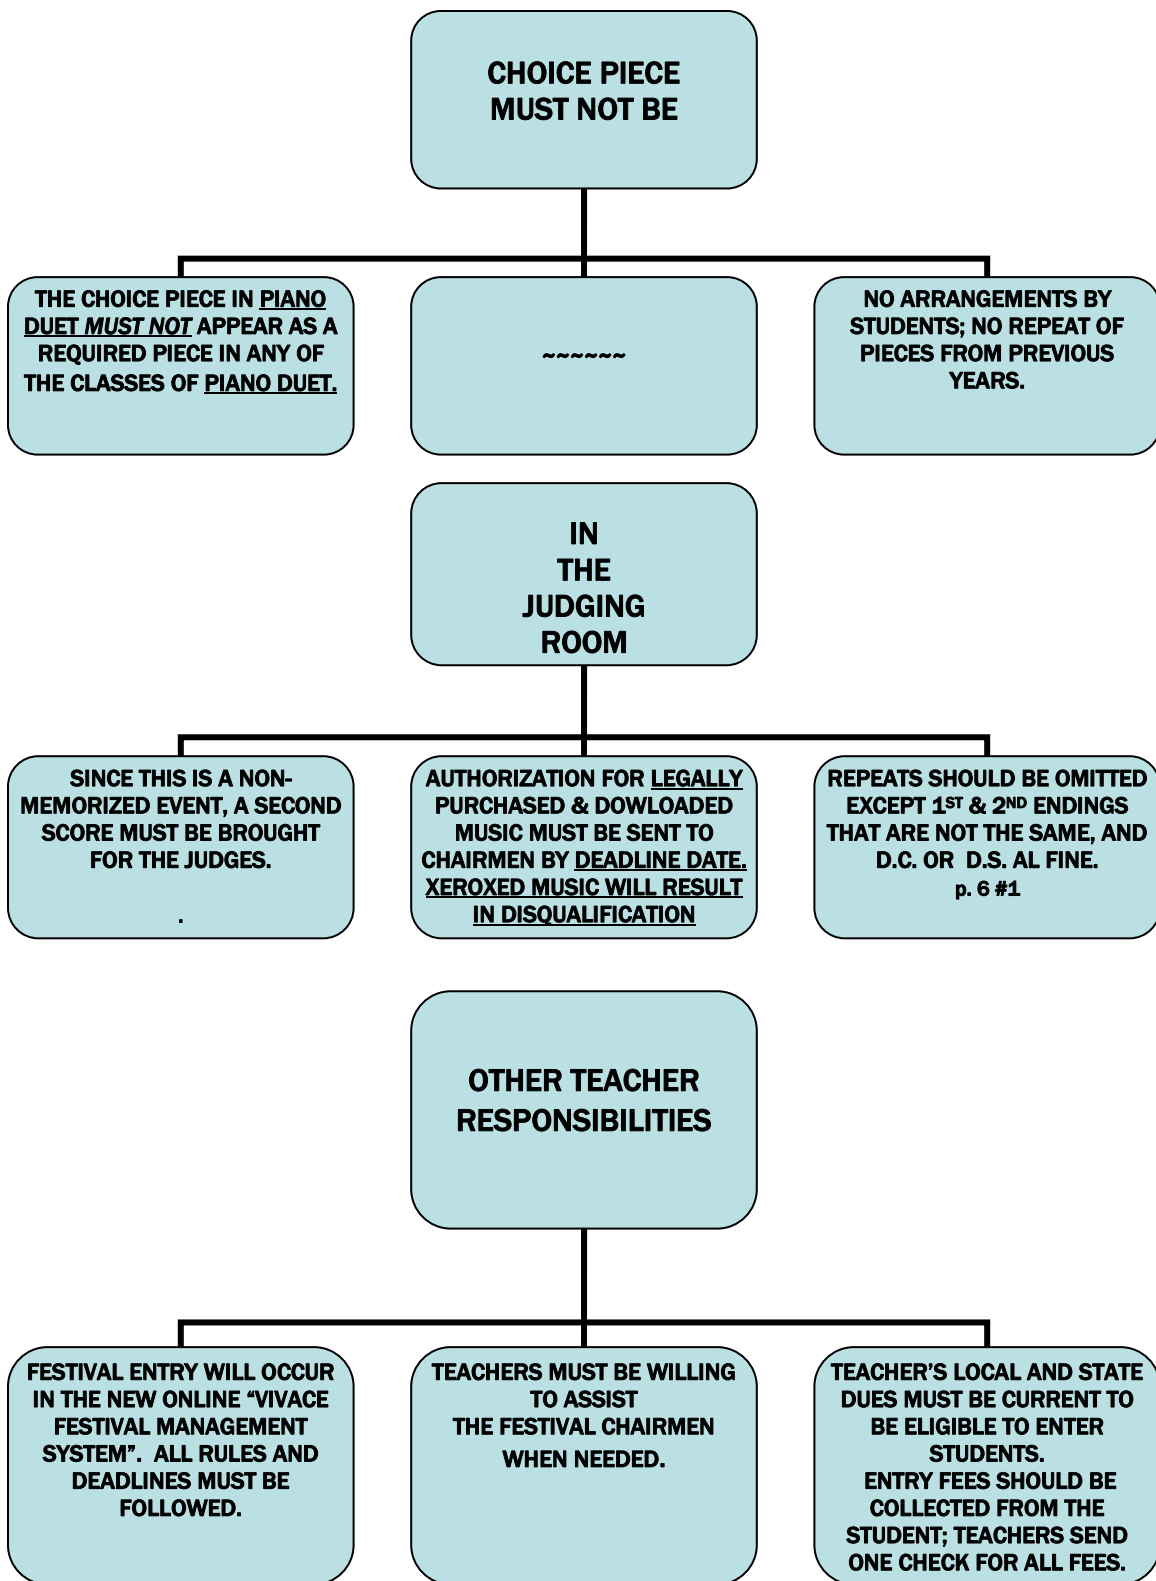 CHOICE PIECE
MUST NOT BE
THE CHOICE PIECE IN PIANO
DUET MUST NOT APPEAR AS A
REQUIRED PIECE IN ANY OF
THE CLASSES OF PIANO DUET.
~~~~~~
NO ARRANGEMENTS BY
STUDENTS; NO REPEAT OF
PIECES FROM PREVIOUS
YEARS.
IN
THE
JUDGING
ROOM
SINCE THIS IS A NON-
MEMORIZED EVENT, A SECOND
SCORE MUST BE BROUGHT
FOR THE JUDGES.
.
AUTHORIZATION FOR LEGALLY
PURCHASED & DOWLOADED
MUSIC MUST BE SENT TO
CHAIRMEN BY DEADLINE DATE.
XEROXED MUSIC WILL RESULT
IN DISQUALIFICATION
REPEATS SHOULD BE OMITTED
EXCEPT 1ST & 2ND ENDINGS
THAT ARE NOT THE SAME, AND
D.C. OR D.S. AL FINE.
p. 6 #1
OTHER TEACHER
RESPONSIBILITIES
FESTIVAL ENTRY WILL OCCUR
IN THE NEW ONLINE “VIVACE
FESTIVAL MANAGEMENT
SYSTEM”. ALL RULES AND
DEADLINES MUST BE
FOLLOWED.
TEACHERS MUST BE WILLING
TO ASSIST
THE FESTIVAL CHAIRMEN
WHEN NEEDED.
TEACHER’S LOCAL AND STATE
DUES MUST BE CURRENT TO
BE ELIGIBLE TO ENTER
STUDENTS.
ENTRY FEES SHOULD BE
COLLECTED FROM THE
STUDENT; TEACHERS SEND
ONE CHECK FOR ALL FEES.